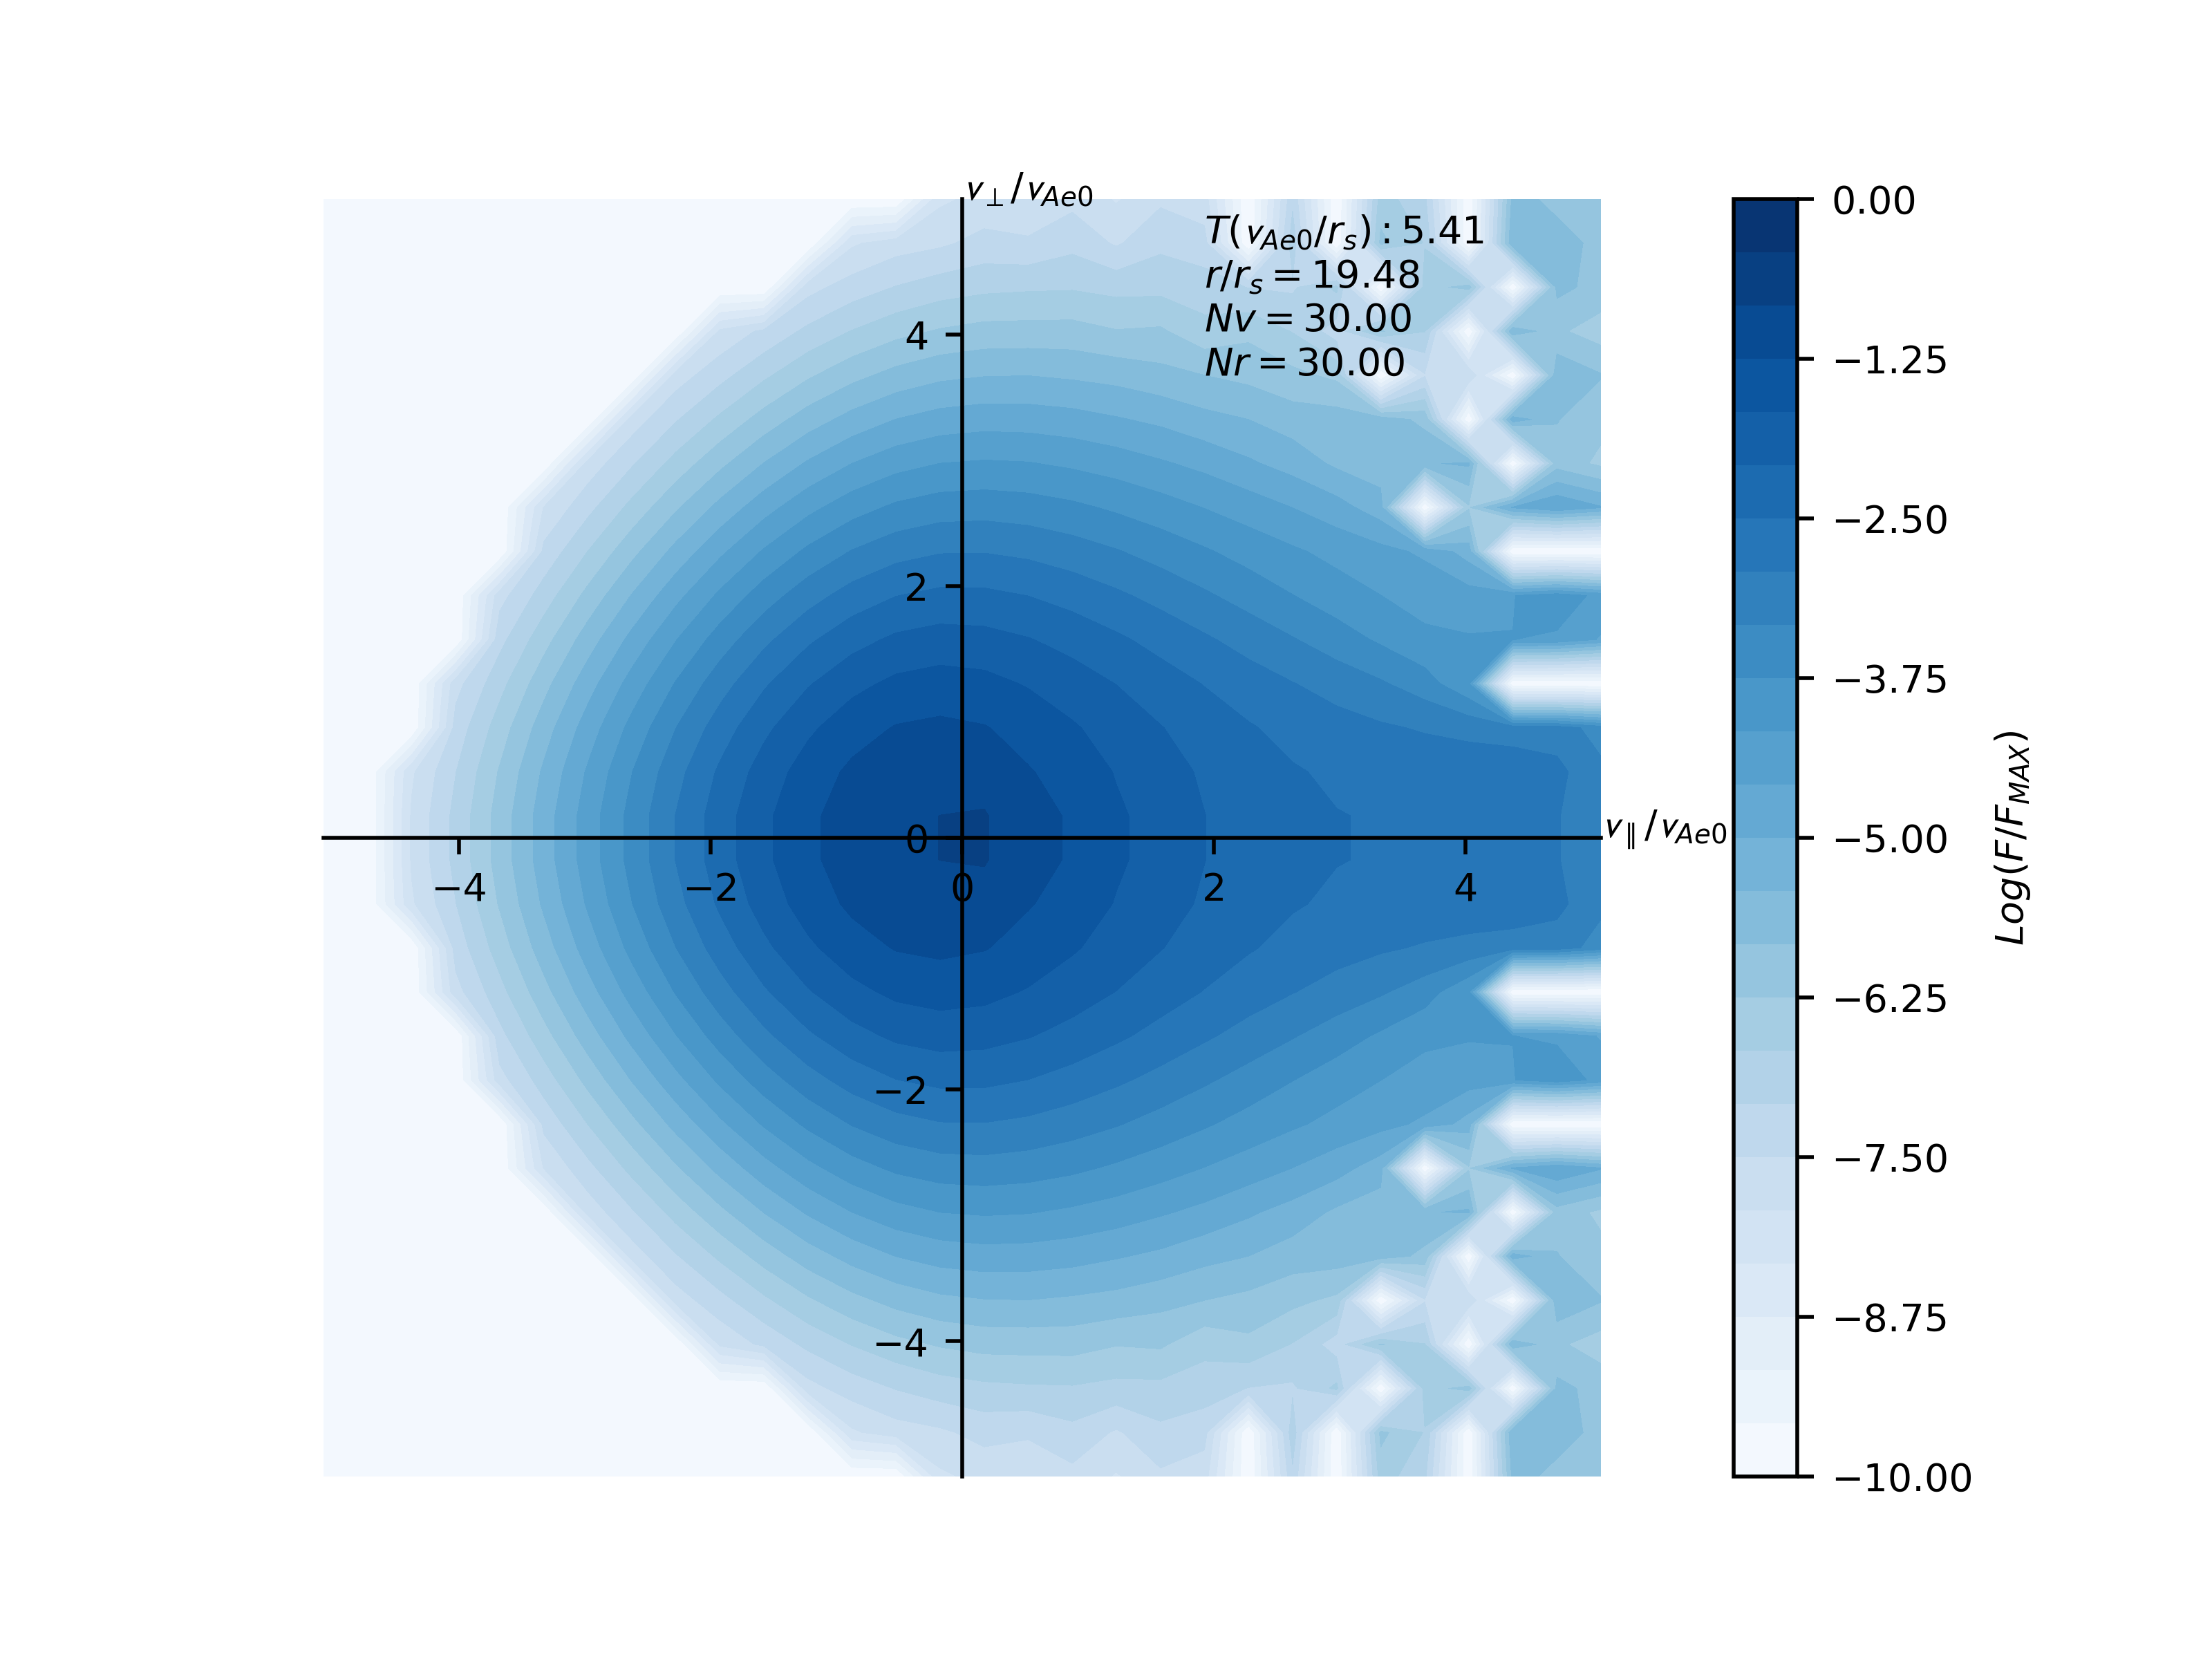 v⊥/vAe0
T(vAe0/rs) : 5.41
r/rs = 19.48
Nv = 30.00
Nr = 30.00
4
2
0
−2
−4
−4
−2
0
2
4
v∥/vAe0
0.00
−1.25
−2.50
−3.75
−5.00
−6.25
−7.50
−8.75
−10.00
Log(F/FMAX)